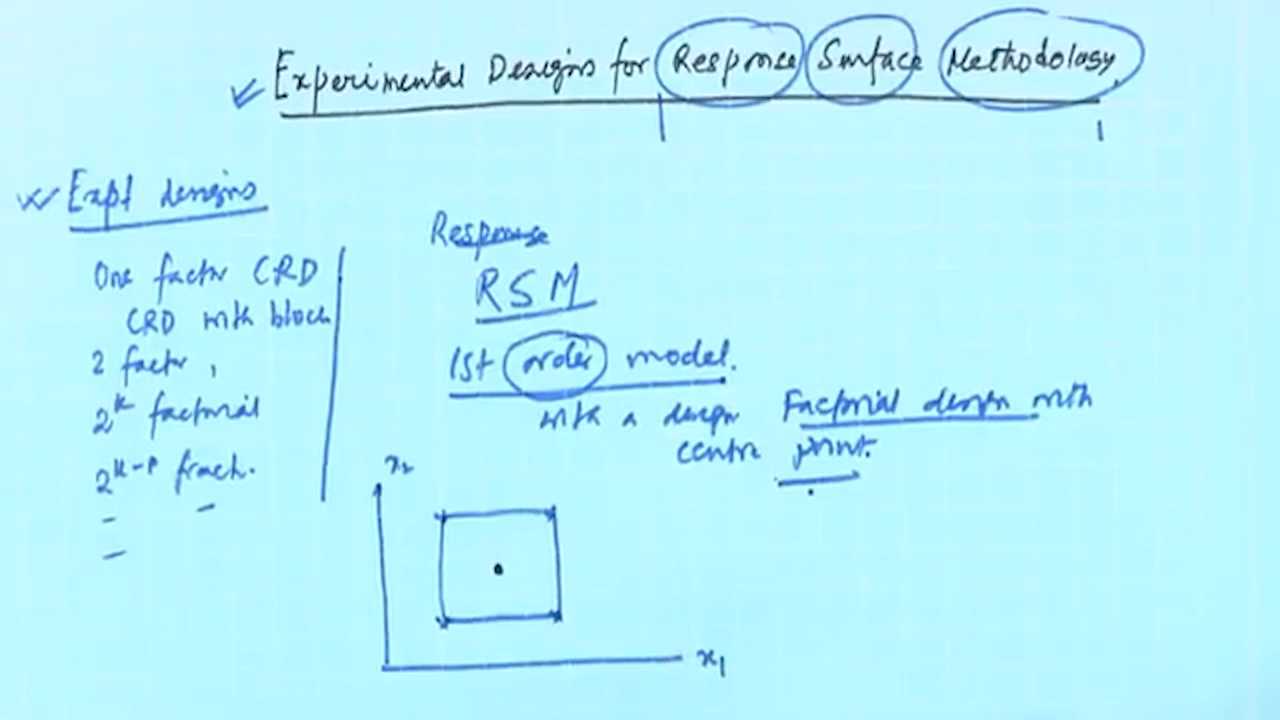 Experimental Designs for Response Surface Methodology
Expt designs
One factor CRD
CRD with block
2 factor,
2^k factorial
2^k-p frach.
Response
RSM
1st order model.
with a design Factorial design with
centre point.
x2
x1